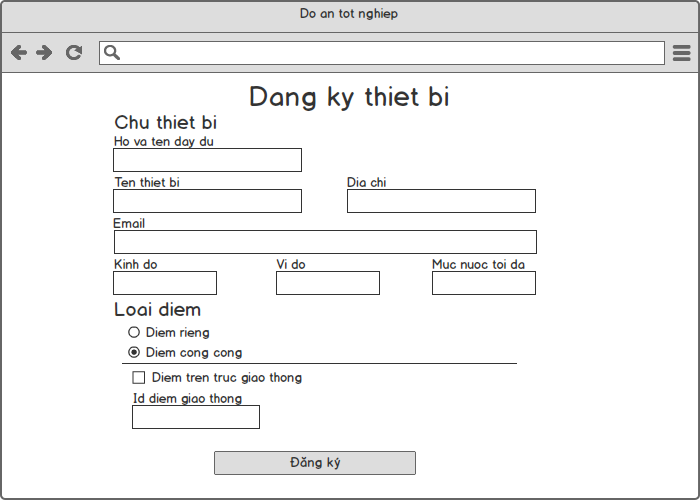 Do an tot nghiep
Dang ky thiet bi
Chu thiet bi
Ho va ten day du
Ten thiet bi
Dia chi
Email
Kinh do
Vi do
Muc nuoc toi da
Loai diem
Diem rieng
Diem cong cong
Diem tren truc giao thong
Id diem giao thong
Đăng ký